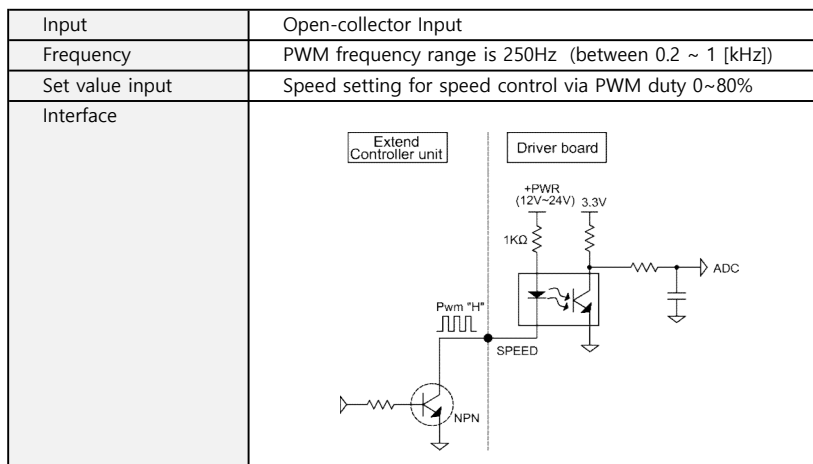 Input
Open-collector Input
Frequency
PWM frequency range is 250Hz (between 0.2 ~ 1 [kHz])
Set value input
Speed setting for speed control via PWM duty 0~80%
Interface
Extend
Controller unit
Driver board
+PWR
(12V~24V)
3.3V
1KΩ
ADC
Pwm "H"
SPEED
NPN